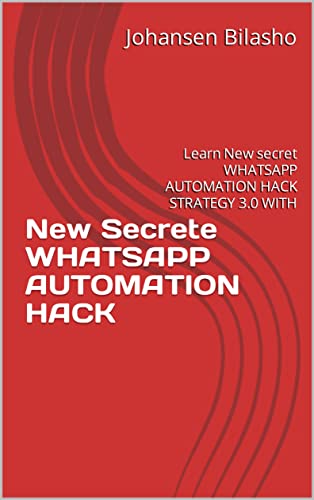 Johansen Bilasho
Learn New secret
WHATSAPP
AUTOMATION HACK
STRATEGY 3.0 WITH
New Secrete
WHATSAPP
AUTOMATION
HACK